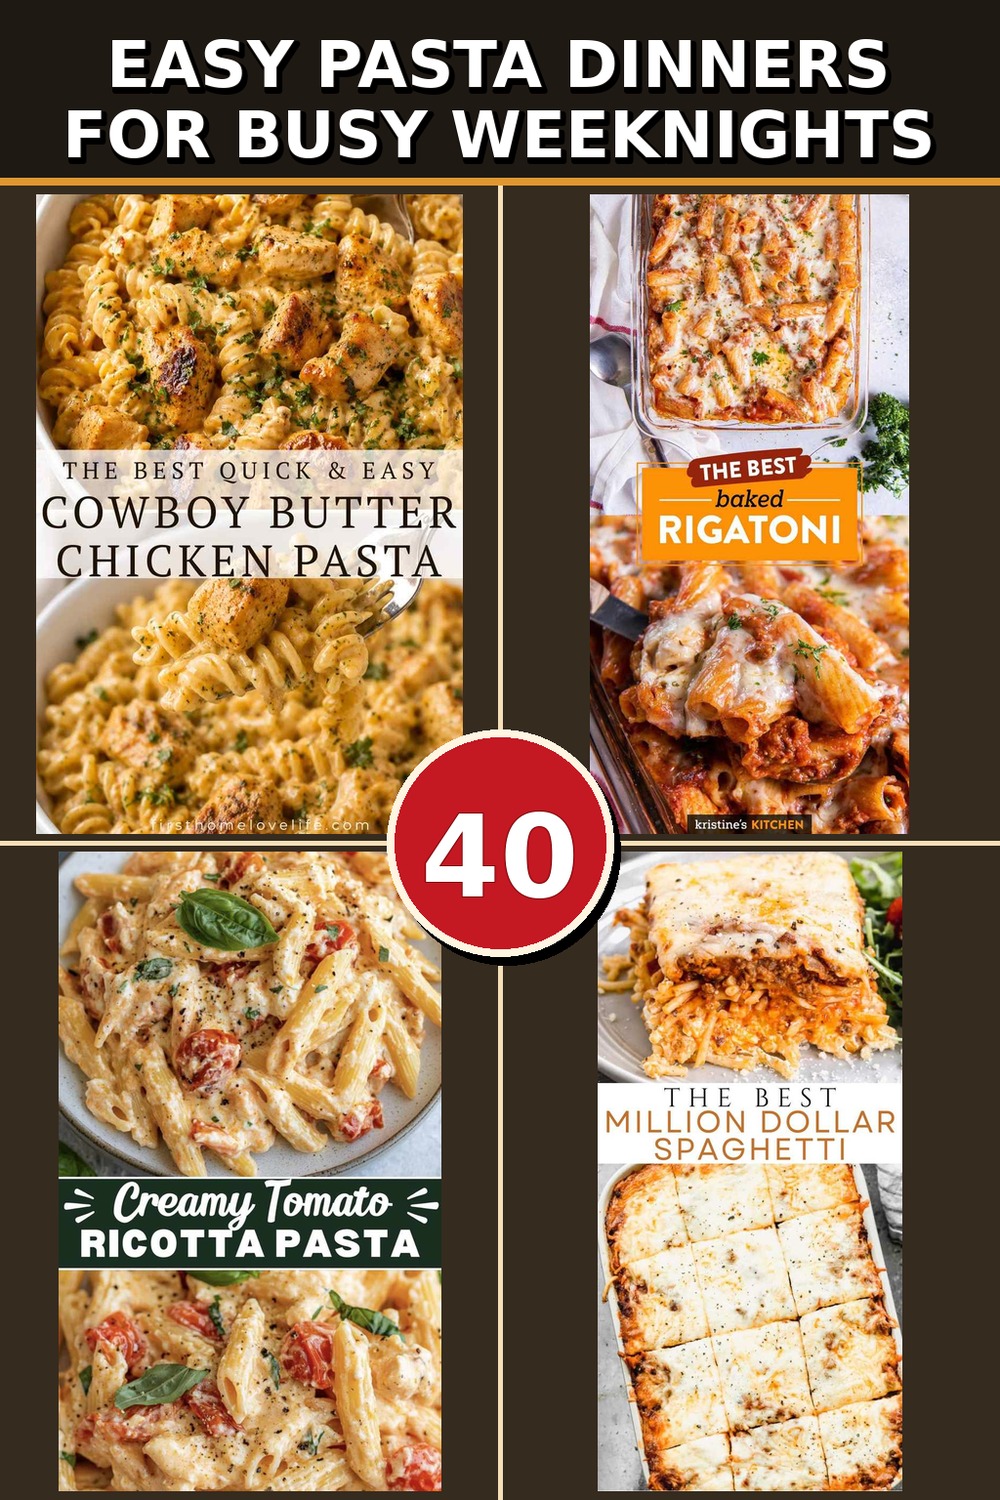 EASY PASTA DINNERS
FOR BUSY WEEKNIGHTS
THE BEST QUICK & EASY
COWBOY BUTTER
CHICKEN PASTA
firsthomelovelife.com
THE BEST
baked
RIGATONI
kristine's KITCHEN
40
Creamy Tomato
RICOTTA PASTA
THE BEST
MILLION DOLLAR
SPAGHETTI